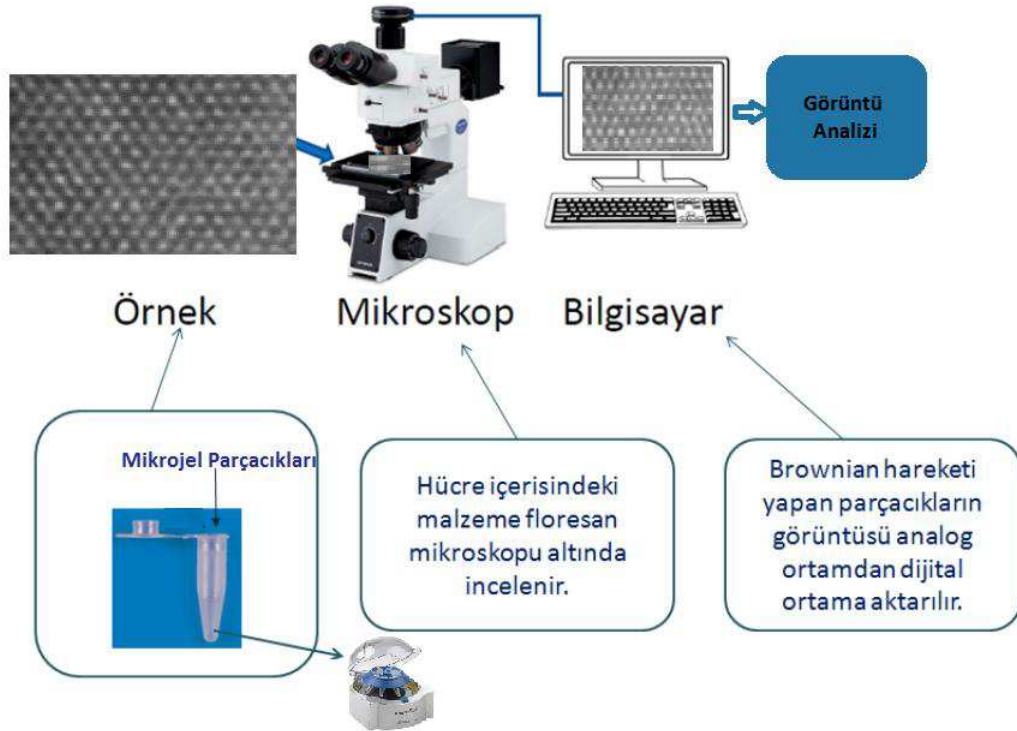 Görüntü
Analizi
Örnek
Mikroskop
Bilgisayar
Mikrojel Parçacıkları
Hücre içerisindeki
malzeme floresan
mikroskopu altında
incelenir.
Brownian hareketi
yapan parçacıkların
görüntüsü analog
ortamdan dijital
ortama aktarılır.